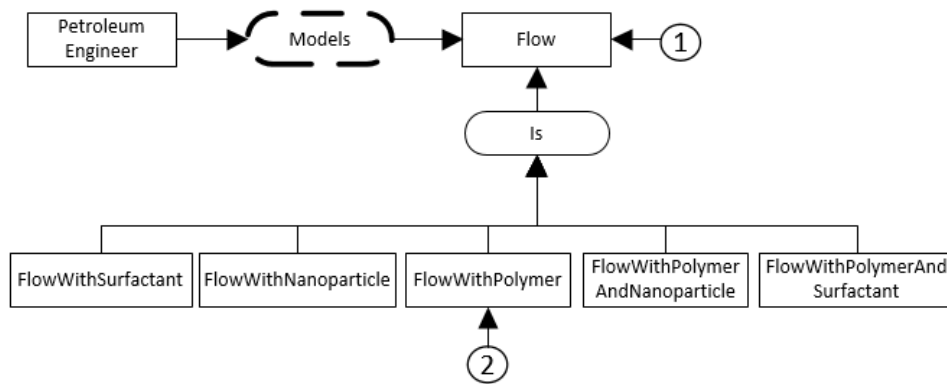 Petroleum
Engineer
Models
Flow
1
Is
FlowWithSurfactant
FlowWithNanoparticle
FlowWithPolymer
FlowWithPolymer
AndNanoparticle
FlowWithPolymerAnd
Surfactant
2